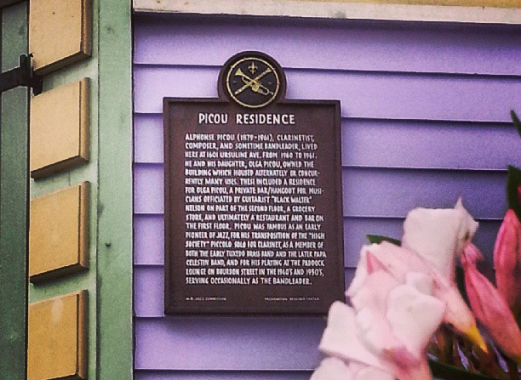 PICOU RESIDENCE
ALPHONSE PICOU (1879-1961), CLARINETIST,
COMPOSER, AND SOMETIME BANDLEADER, LIVED
HERE AT 1601 URSULINE AVE. FROM 1960 TO 1961.
HE AND HIS DAUGHTER, OLGA PICOU, OWNED THE
BUILDING WHICH HOUSED ALTERNATELY OR CONCUR-
RENTLY MANY USES. THESE INCLUDED A RESIDENCE
FOR OLGA PICOU, A PRIVATE BAR/HANGOUT FOR MUSI-
CIANS OFFICIATED BY GUITARIST "BLACK WALTER"
NELSON ON PART OF THE SECOND FLOOR, A GROCERY
STORE, AND ULTIMATELY A RESTAURANT AND BAR ON
THE FIRST FLOOR. PICOU WAS FAMOUS AS AN EARLY
PIONEER OF JAZZ, FOR HIS TRANSPOSITION OF THE "HIGH
SOCIETY" PICCOLO SOLO FOR CLARINET, AS A MEMBER OF
BOTH THE EARLY TUXEDO BRASS BAND AND THE LATER PAPA
CELESTIN BAND, AND FOR HIS PLAYING AT THE PADDOCK
LOUNGE ON BOURBON STREET IN THE 1940'S AND 1950'S,
SERVING OCCASIONALLY AS THE BANDLEADER.